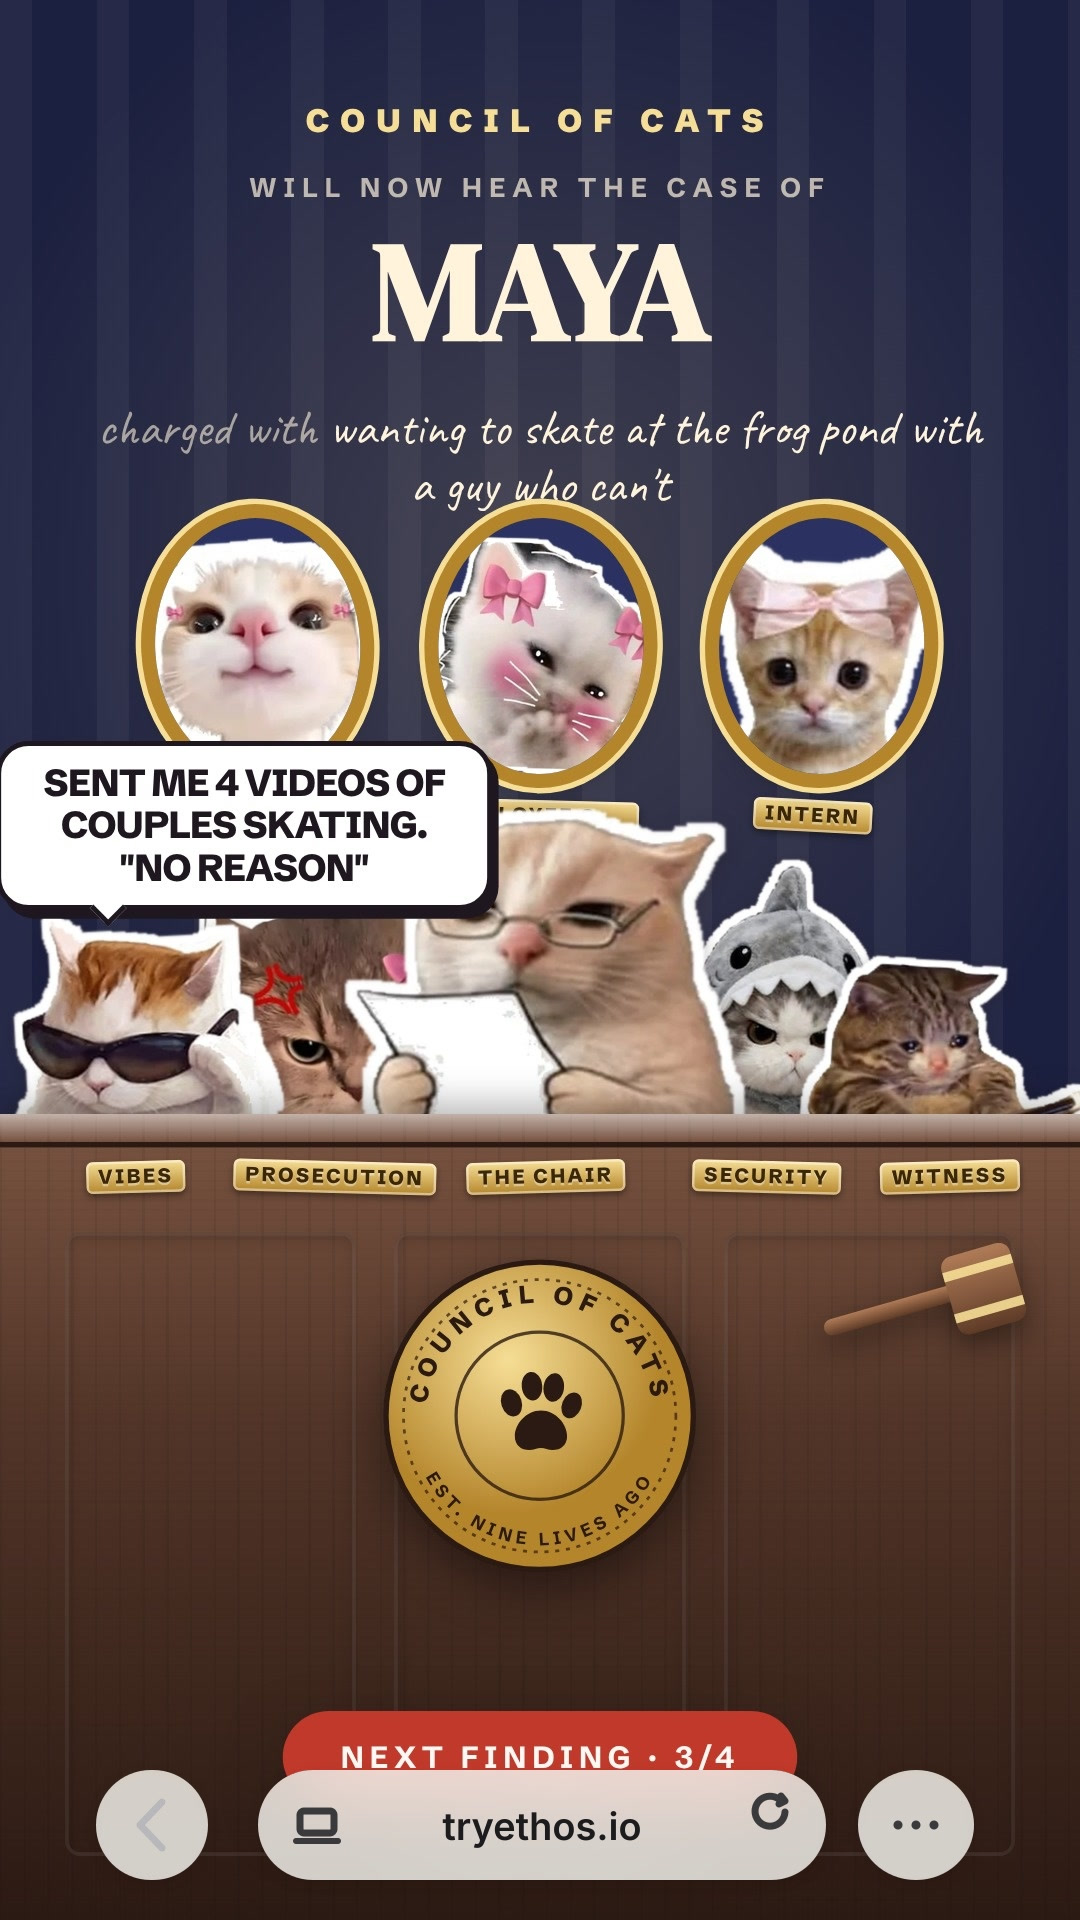 COUNCIL OF CATS
WILL NOW HEAR THE CASE OF
MAYA
charged with wanting to skate at the frog pond with
a guy who can't
SENT ME 4 VIDEOS OF
COUPLES SKATING.
"NO REASON"
INTERN
VIBES
PROSECUTION
THE CHAIR
SECURITY
WITNESS
COUNCIL OF CATS
EST. NINE LIVES AGO
NEXT FINDING · 3/4
tryethos.io